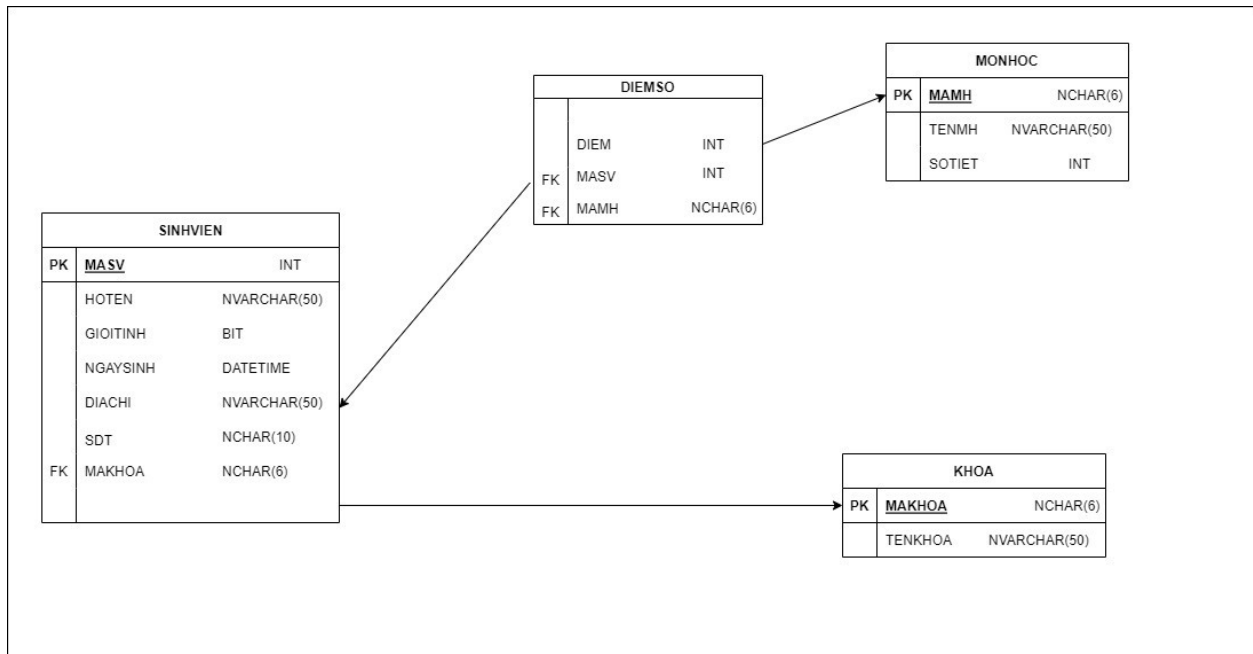 MONHOC
PK MAMH NCHAR(6)
TENMH NVARCHAR(50)
SOTIET INT
DIEMSO
DIEM INT
FK MASV INT
FK MAMH NCHAR(6)
SINHVIEN
PK MASV INT
HOTEN NVARCHAR(50)
GIOITINH BIT
NGAYSINH DATETIME
DIACHI NVARCHAR(50)
SDT NCHAR(10)
FK MAKHOA NCHAR(6)
KHOA
PK MAKHOA NCHAR(6)
TENKHOA NVARCHAR(50)